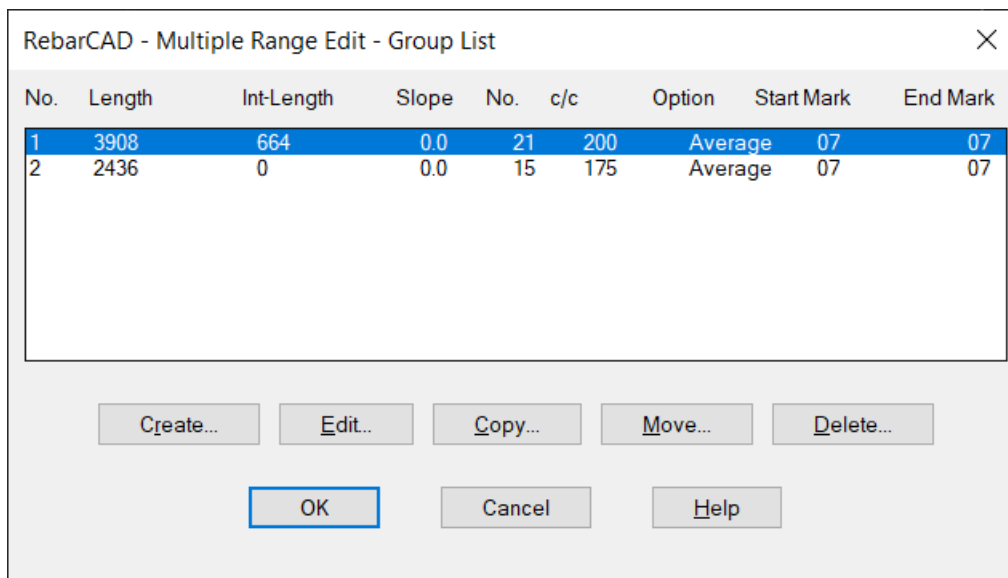 RebarCAD - Multiple Range Edit - Group List
No. Length Int-Length Slope No. c/c Option Start Mark End Mark
1 3908 664 0.0 21 200 Average 07 07
2 2436 0 0.0 15 175 Average 07 07
Create... Edit... Copy... Move... Delete...
OK Cancel Help